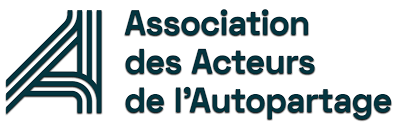 Association
des Acteurs
de l'Autopartage